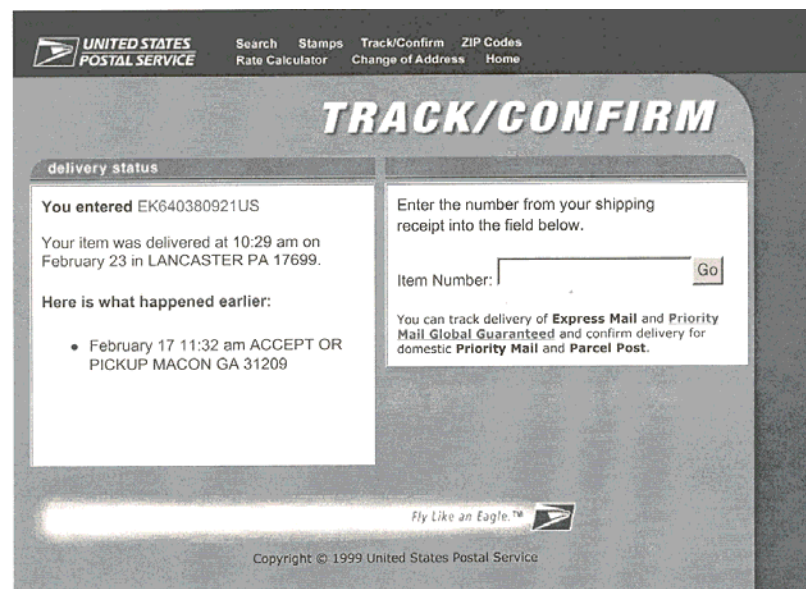 UNITED STATES
POSTAL SERVICE
Search Stamps Track/Confirm ZIP Codes
Rate Calculator Change of Address Home
TRACK/CONFIRM
delivery status
You entered EK640380921US
Your item was delivered at 10:29 am on
February 23 in LANCASTER PA 17699.
Here is what happened earlier:
• February 17 11:32 am ACCEPT OR
PICKUP MACON GA 31209
Enter the number from your shipping
receipt into the field below.
Item Number: Go
You can track delivery of Express Mail and Priority
Mail Global Guaranteed and confirm delivery for
domestic Priority Mail and Parcel Post.
Fly Like an Eagle.™
Copyright © 1999 United States Postal Service